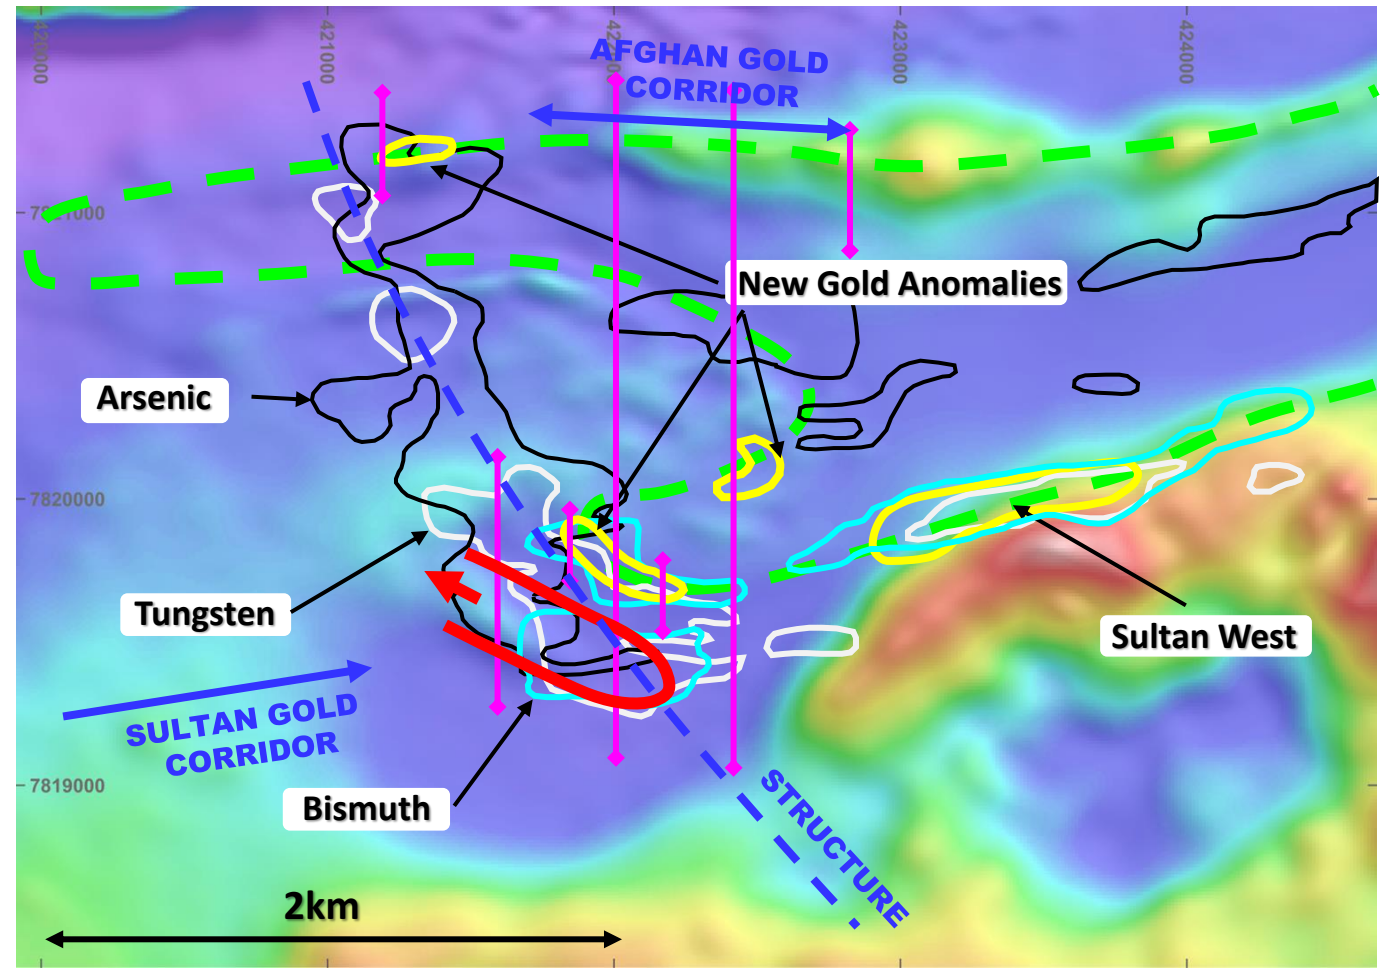 420000
421000
423000
424000
AFGHAN GOLD
CORRIDOR
New Gold Anomalies
Arsenic
7820000
Tungsten
Sultan West
SULTAN GOLD
CORRIDOR
7819000
Bismuth
STRUCTURE
2km